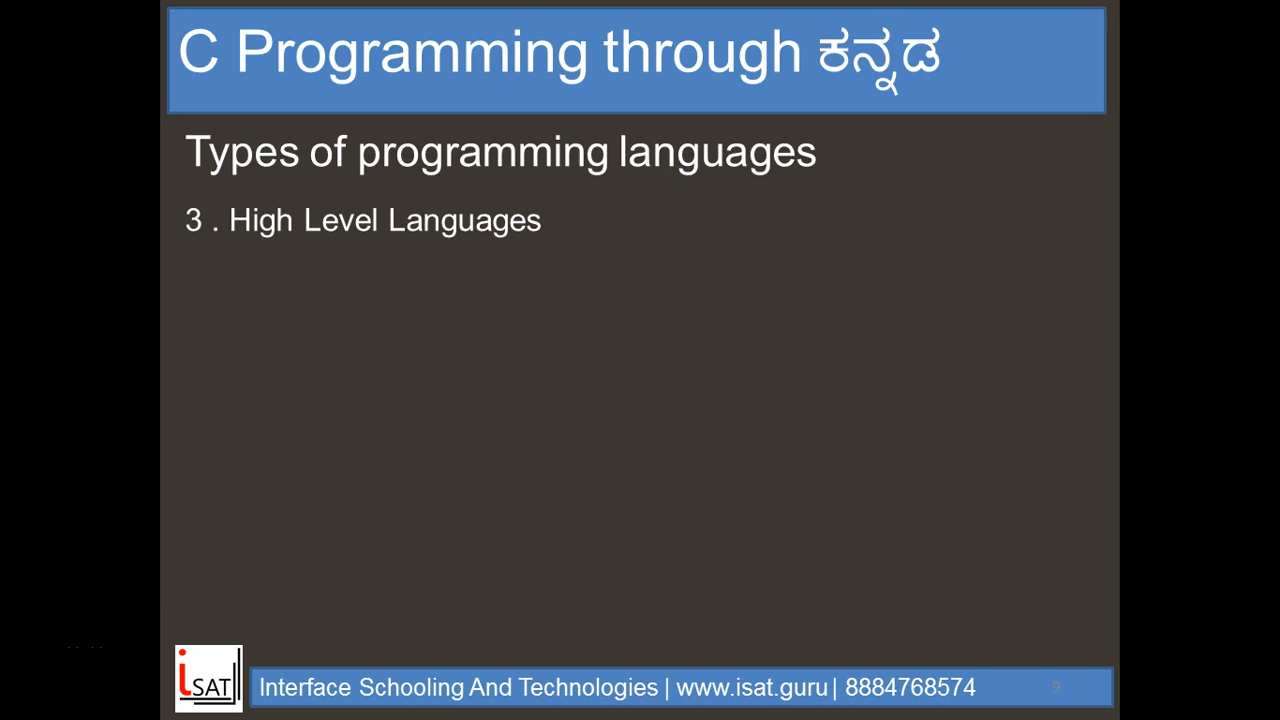 C Programming through ಕನ್ನಡ
Types of programming languages
3 . High Level Languages
iSAT
Interface Schooling And Technologies | www.isat.guru | 8884768574
9